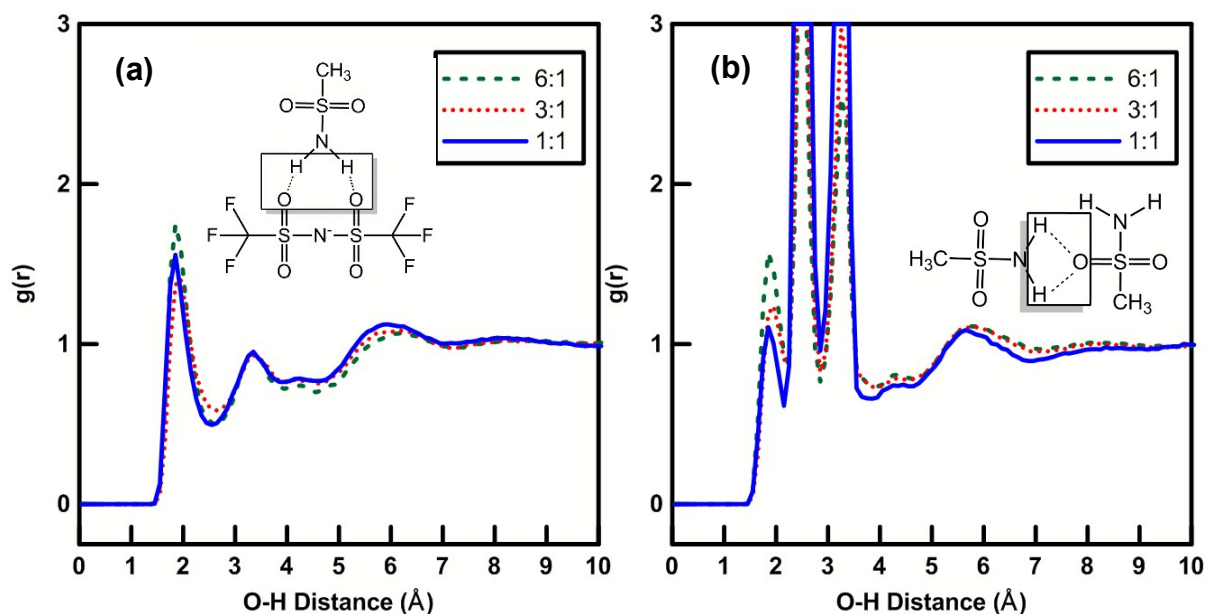 (a)
6:1
3:1
1:1
CH₃
O=S=O
N
H H
O O
F F
F S N⁻ S F
F O O F
3
2
1
0
g(r)
0 1 2 3 4 5 6 7 8 9 10
O-H Distance (Å)
(b)
6:1
3:1
1:1
H H
N
O H
H₃C S N O S O
O H CH₃
3
2
1
0
g(r)
0 1 2 3 4 5 6 7 8 9 10
O-H Distance (Å)